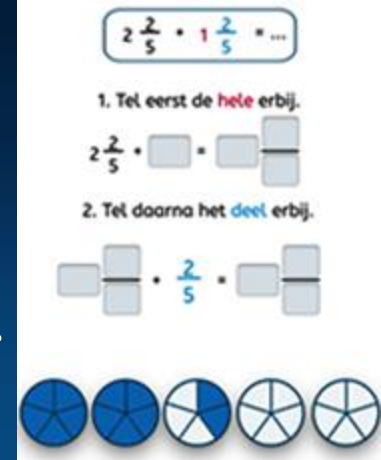 2 2/5 + 1 2/5 = ...
1. Tel eerst de hele erbij.
2 2/5 + = 
2. Tel daarna het deel erbij.
+ 2/5 =